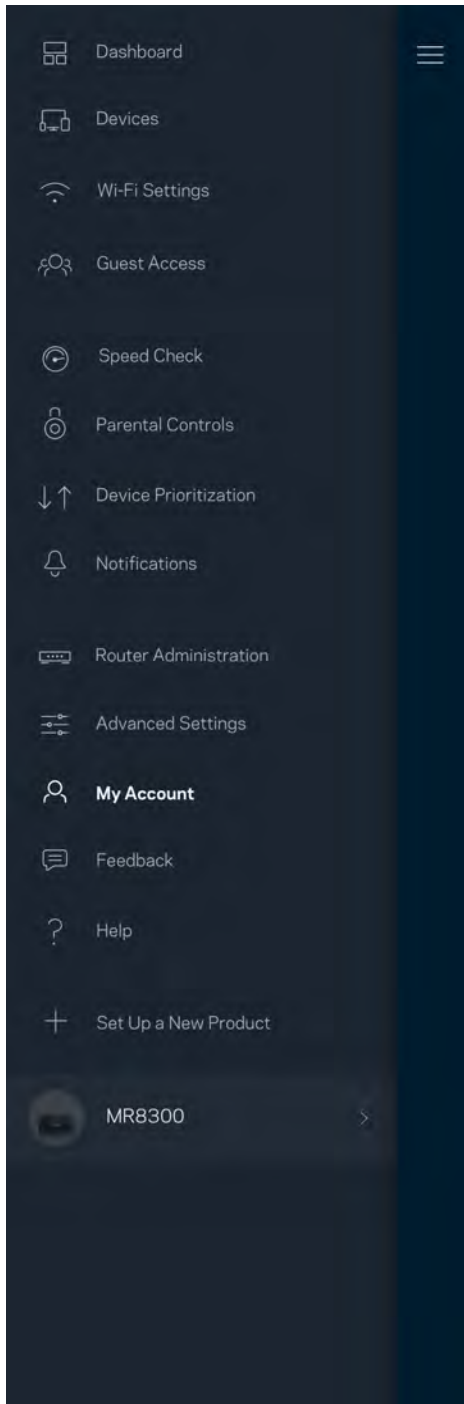 Dashboard
Devices
Wi-Fi Settings
Guest Access
Speed Check
Parental Controls
Device Prioritization
Notifications
Router Administration
Advanced Settings
My Account
Feedback
Help
Set Up a New Product
MR8300